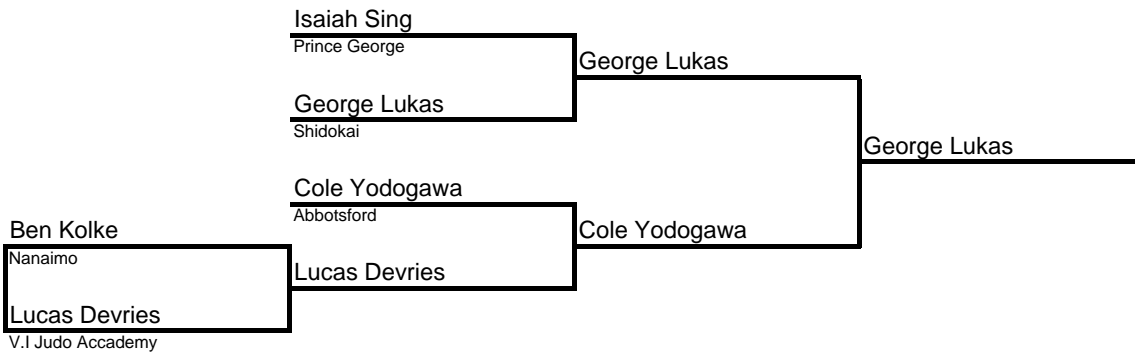 Isaiah Sing
Prince George
George Lukas
George Lukas
Shidokai
George Lukas
Cole Yodogawa
Abbotsford
Ben Kolke
Cole Yodogawa
Nanaimo
Lucas Devries
Lucas Devries
V.I Judo Accademy